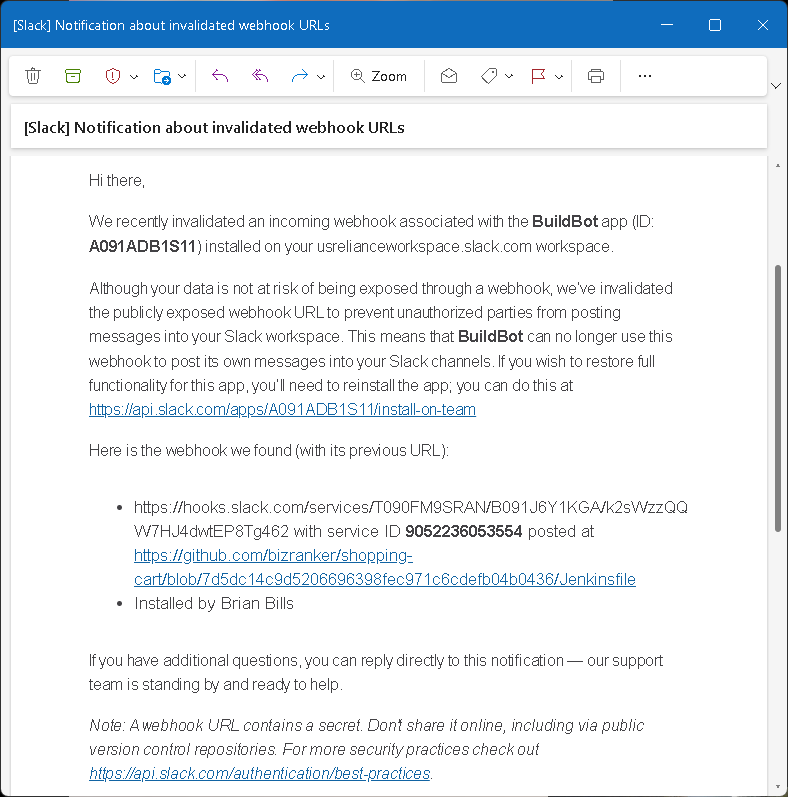 [Slack] Notification about invalidated webhook URLs
Zoom
[Slack] Notification about invalidated webhook URLs
Hi there,
We recently invalidated an incoming webhook associated with the BuildBot app (ID:
A091ADB1S11) installed on your usrelianceworkspace.slack.com workspace.
Although your data is not at risk of being exposed through a webhook, we've invalidated
the publicly exposed webhook URL to prevent unauthorized parties from posting
messages into your Slack workspace. This means that BuildBot can no longer use this
webhook to post its own messages into your Slack channels. If you wish to restore full
functionality for this app, you'll need to reinstall the app; you can do this at
https://api.slack.com/apps/A091ADB1S11/install-on-team
Here is the webhook we found (with its previous URL):
• https://hooks.slack.com/services/T090FM9SRAN/B091J6Y1KGA/k2sWzzQQ
W7HJ4dwtEP8Tg462 with service ID 9052236053554 posted at
https://github.com/bizranker/shopping-
cart/blob/7d5dc14c9d5206696398fec971c6cdefb04b0436/Jenkinsfile
• Installed by Brian Bills
If you have additional questions, you can reply directly to this notification — our support
team is standing by and ready to help.
Note: A webhook URL contains a secret. Don't share it online, including via public
version control repositories. For more security practices check out
https://api.slack.com/authentication/best-practices.